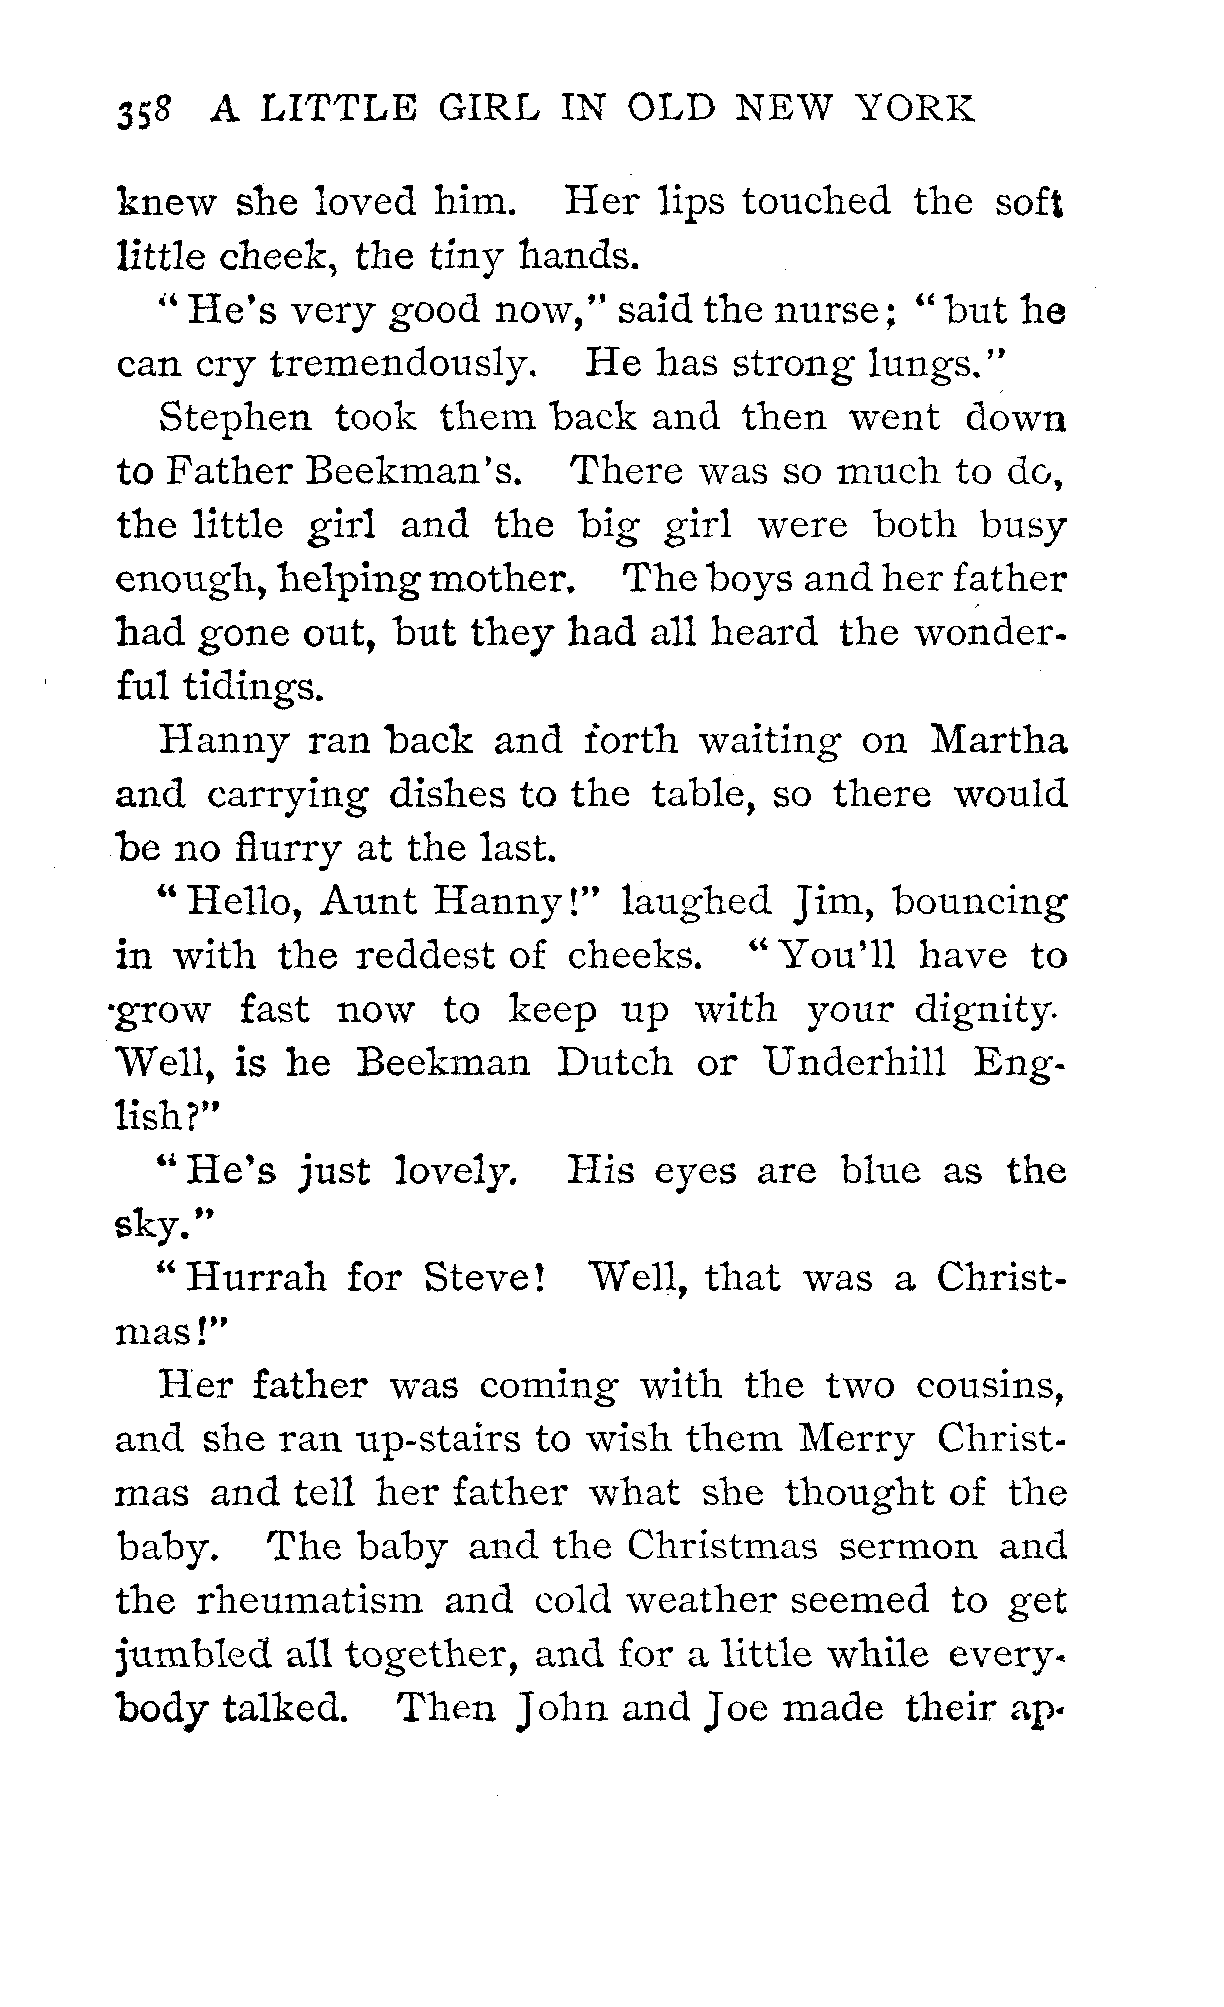 358 A LITTLE GIRL IN OLD NEW YORK
knew she loved him. Her lips touched the soft
little cheek, the tiny hands.
"He's very good now," said the nurse; "but he
can cry tremendously. He has strong lungs."
Stephen took them back and then went down
to Father Beekman's. There was so much to do,
the little girl and the big girl were both busy
enough, helping mother. The boys and her father
had gone out, but they had all heard the wonder-
ful tidings.
Hanny ran back and forth waiting on Martha
and carrying dishes to the table, so there would
be no flurry at the last.
"Hello, Aunt Hanny!" laughed Jim, bouncing
in with the reddest of cheeks. "You'll have to
grow fast now to keep up with your dignity.
Well, is he Beekman Dutch or Underhill Eng-
lish?"
"He's just lovely. His eyes are blue as the
sky."
"Hurrah for Steve! Well, that was a Christ-
mas!"
Her father was coming with the two cousins,
and she ran up-stairs to wish them Merry Christ-
mas and tell her father what she thought of the
baby. The baby and the Christmas sermon and
the rheumatism and cold weather seemed to get
jumbled all together, and for a little while every-
body talked. Then John and Joe made their ap-